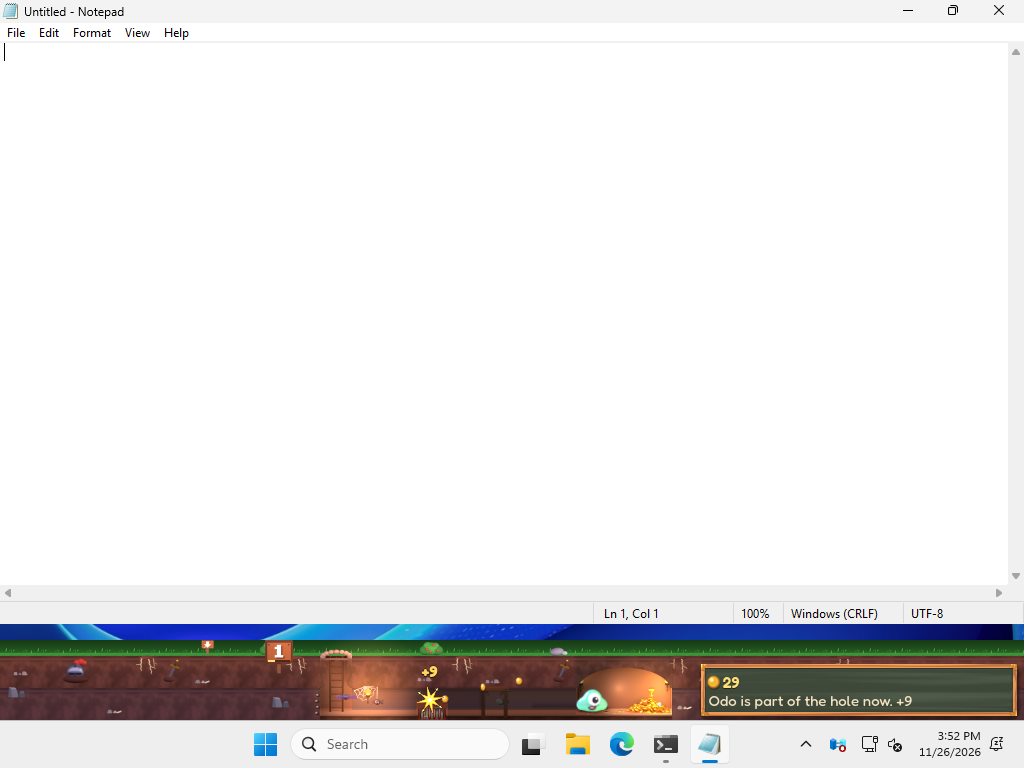 Untitled - Notepad
File Edit Format View Help
Ln 1, Col 1 100% Windows (CRLF) UTF-8
1
+9
29
Odo is part of the hole now. +9
Search
3:52 PM
11/26/2026